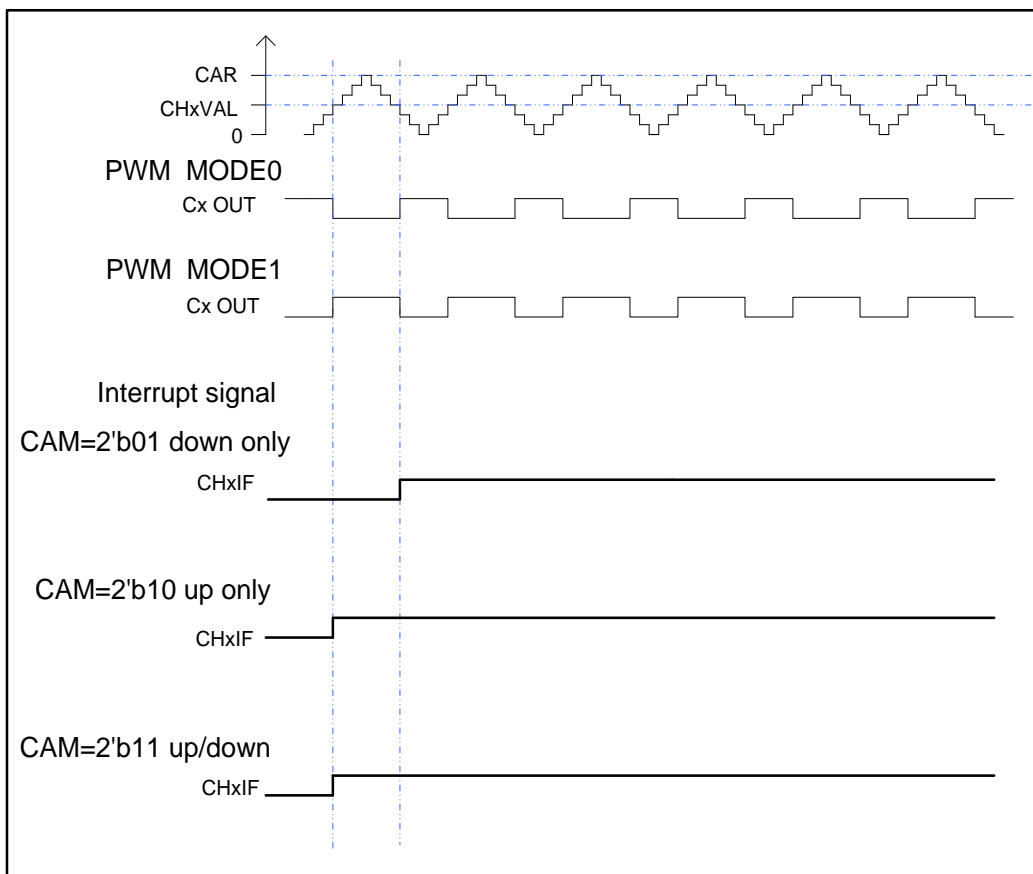 CAR
CHxVAL
0
PWM MODE0
Cx OUT
PWM MODE1
Cx OUT
Interrupt signal
CAM=2'b01 down only
CHxIF
CAM=2'b10 up only
CHxIF
CAM=2'b11 up/down
CHxIF